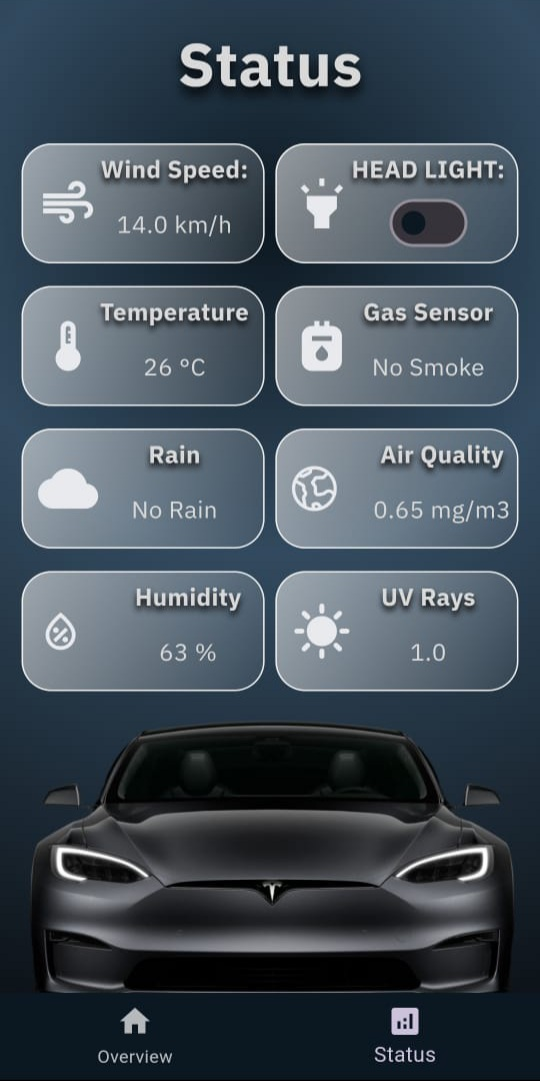 Status
Wind Speed:
14.0 km/h
HEAD LIGHT:
Temperature
26 °C
Gas Sensor
No Smoke
Rain
No Rain
Air Quality
0.65 mg/m3
Humidity
63 %
UV Rays
1.0
Overview
Status